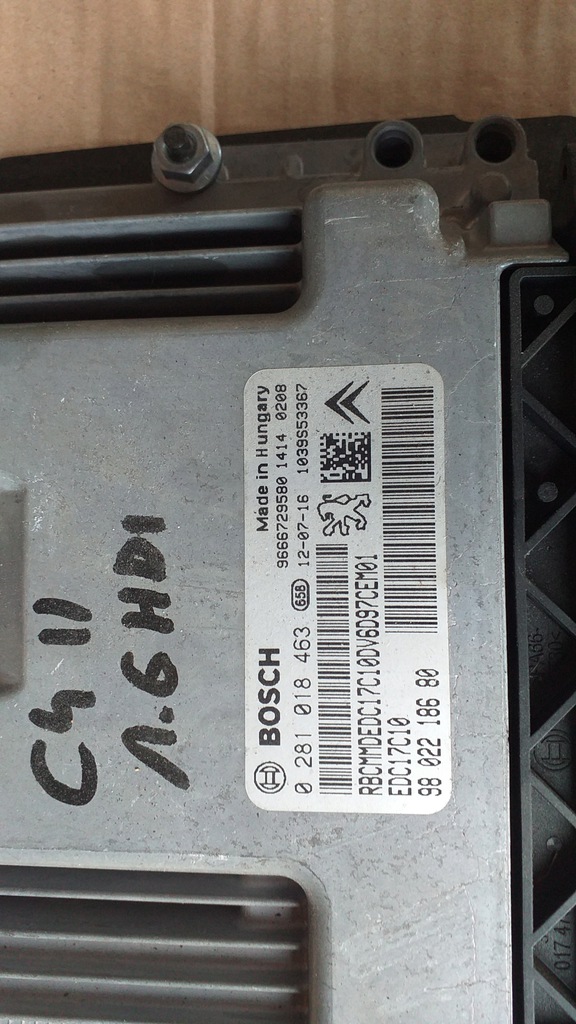 C4 II
1.6 HDI
BOSCH
Made in Hungary
0 281 018 463
658
9666729580 1414 0208
12-07-16 1039S53367
RBCMMDEDC17C10DV6D97CEM01
EDC17C10
98 022 186 80